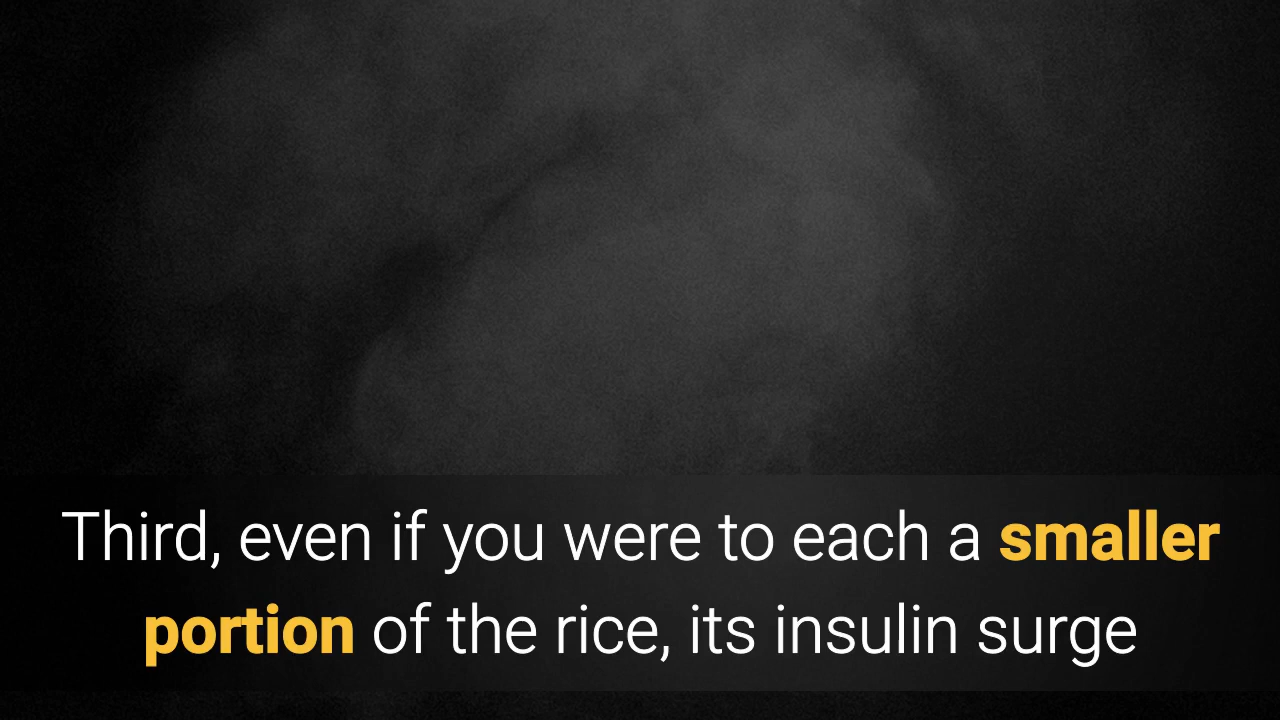 Third, even if you were to each a smaller
portion of the rice, its insulin surge